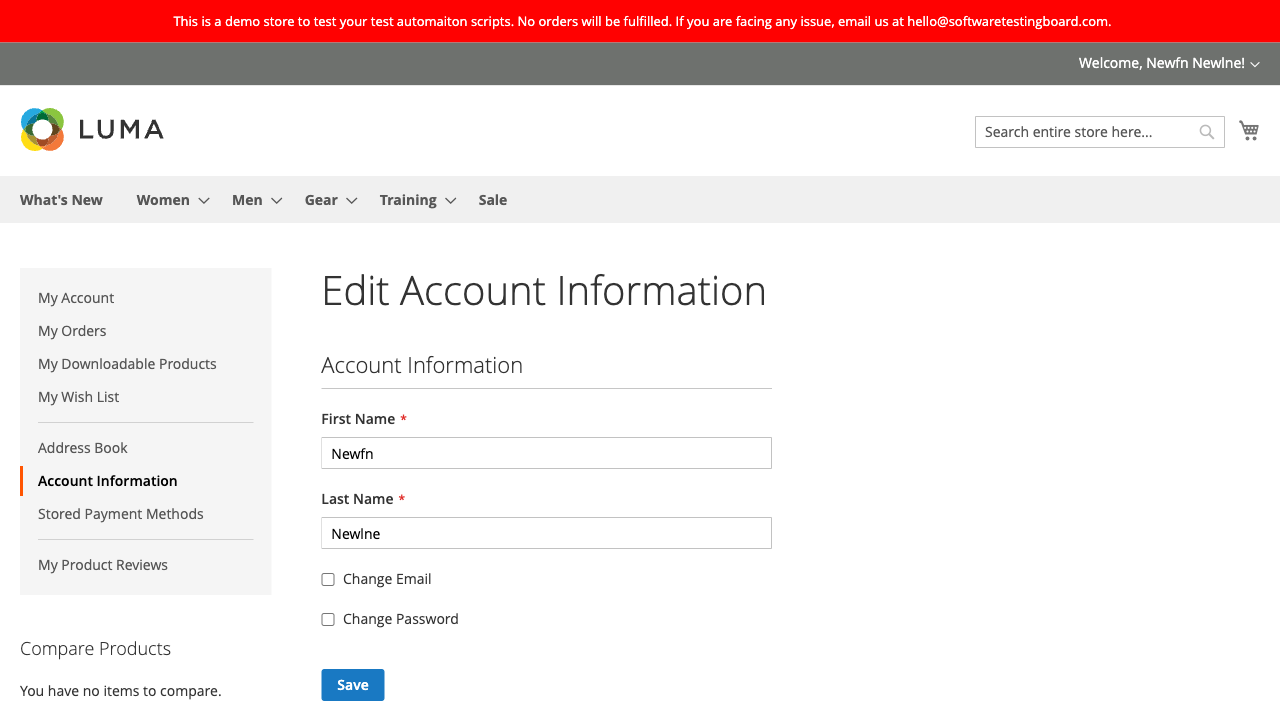 This is a demo store to test your test automaiton scripts. No orders will be fulfilled. If you are facing any issue, email us at hello@softwaretestingboard.com.
Welcome, Newfn Newlne!
LUMA
Search entire store here...
What's New Women Men Gear Training Sale
My Account
My Orders
My Downloadable Products
My Wish List
Address Book
Account Information
Stored Payment Methods
My Product Reviews
Compare Products
You have no items to compare.
Edit Account Information
Account Information
First Name *
Newfn
Last Name *
Newlne
Change Email
Change Password
Save